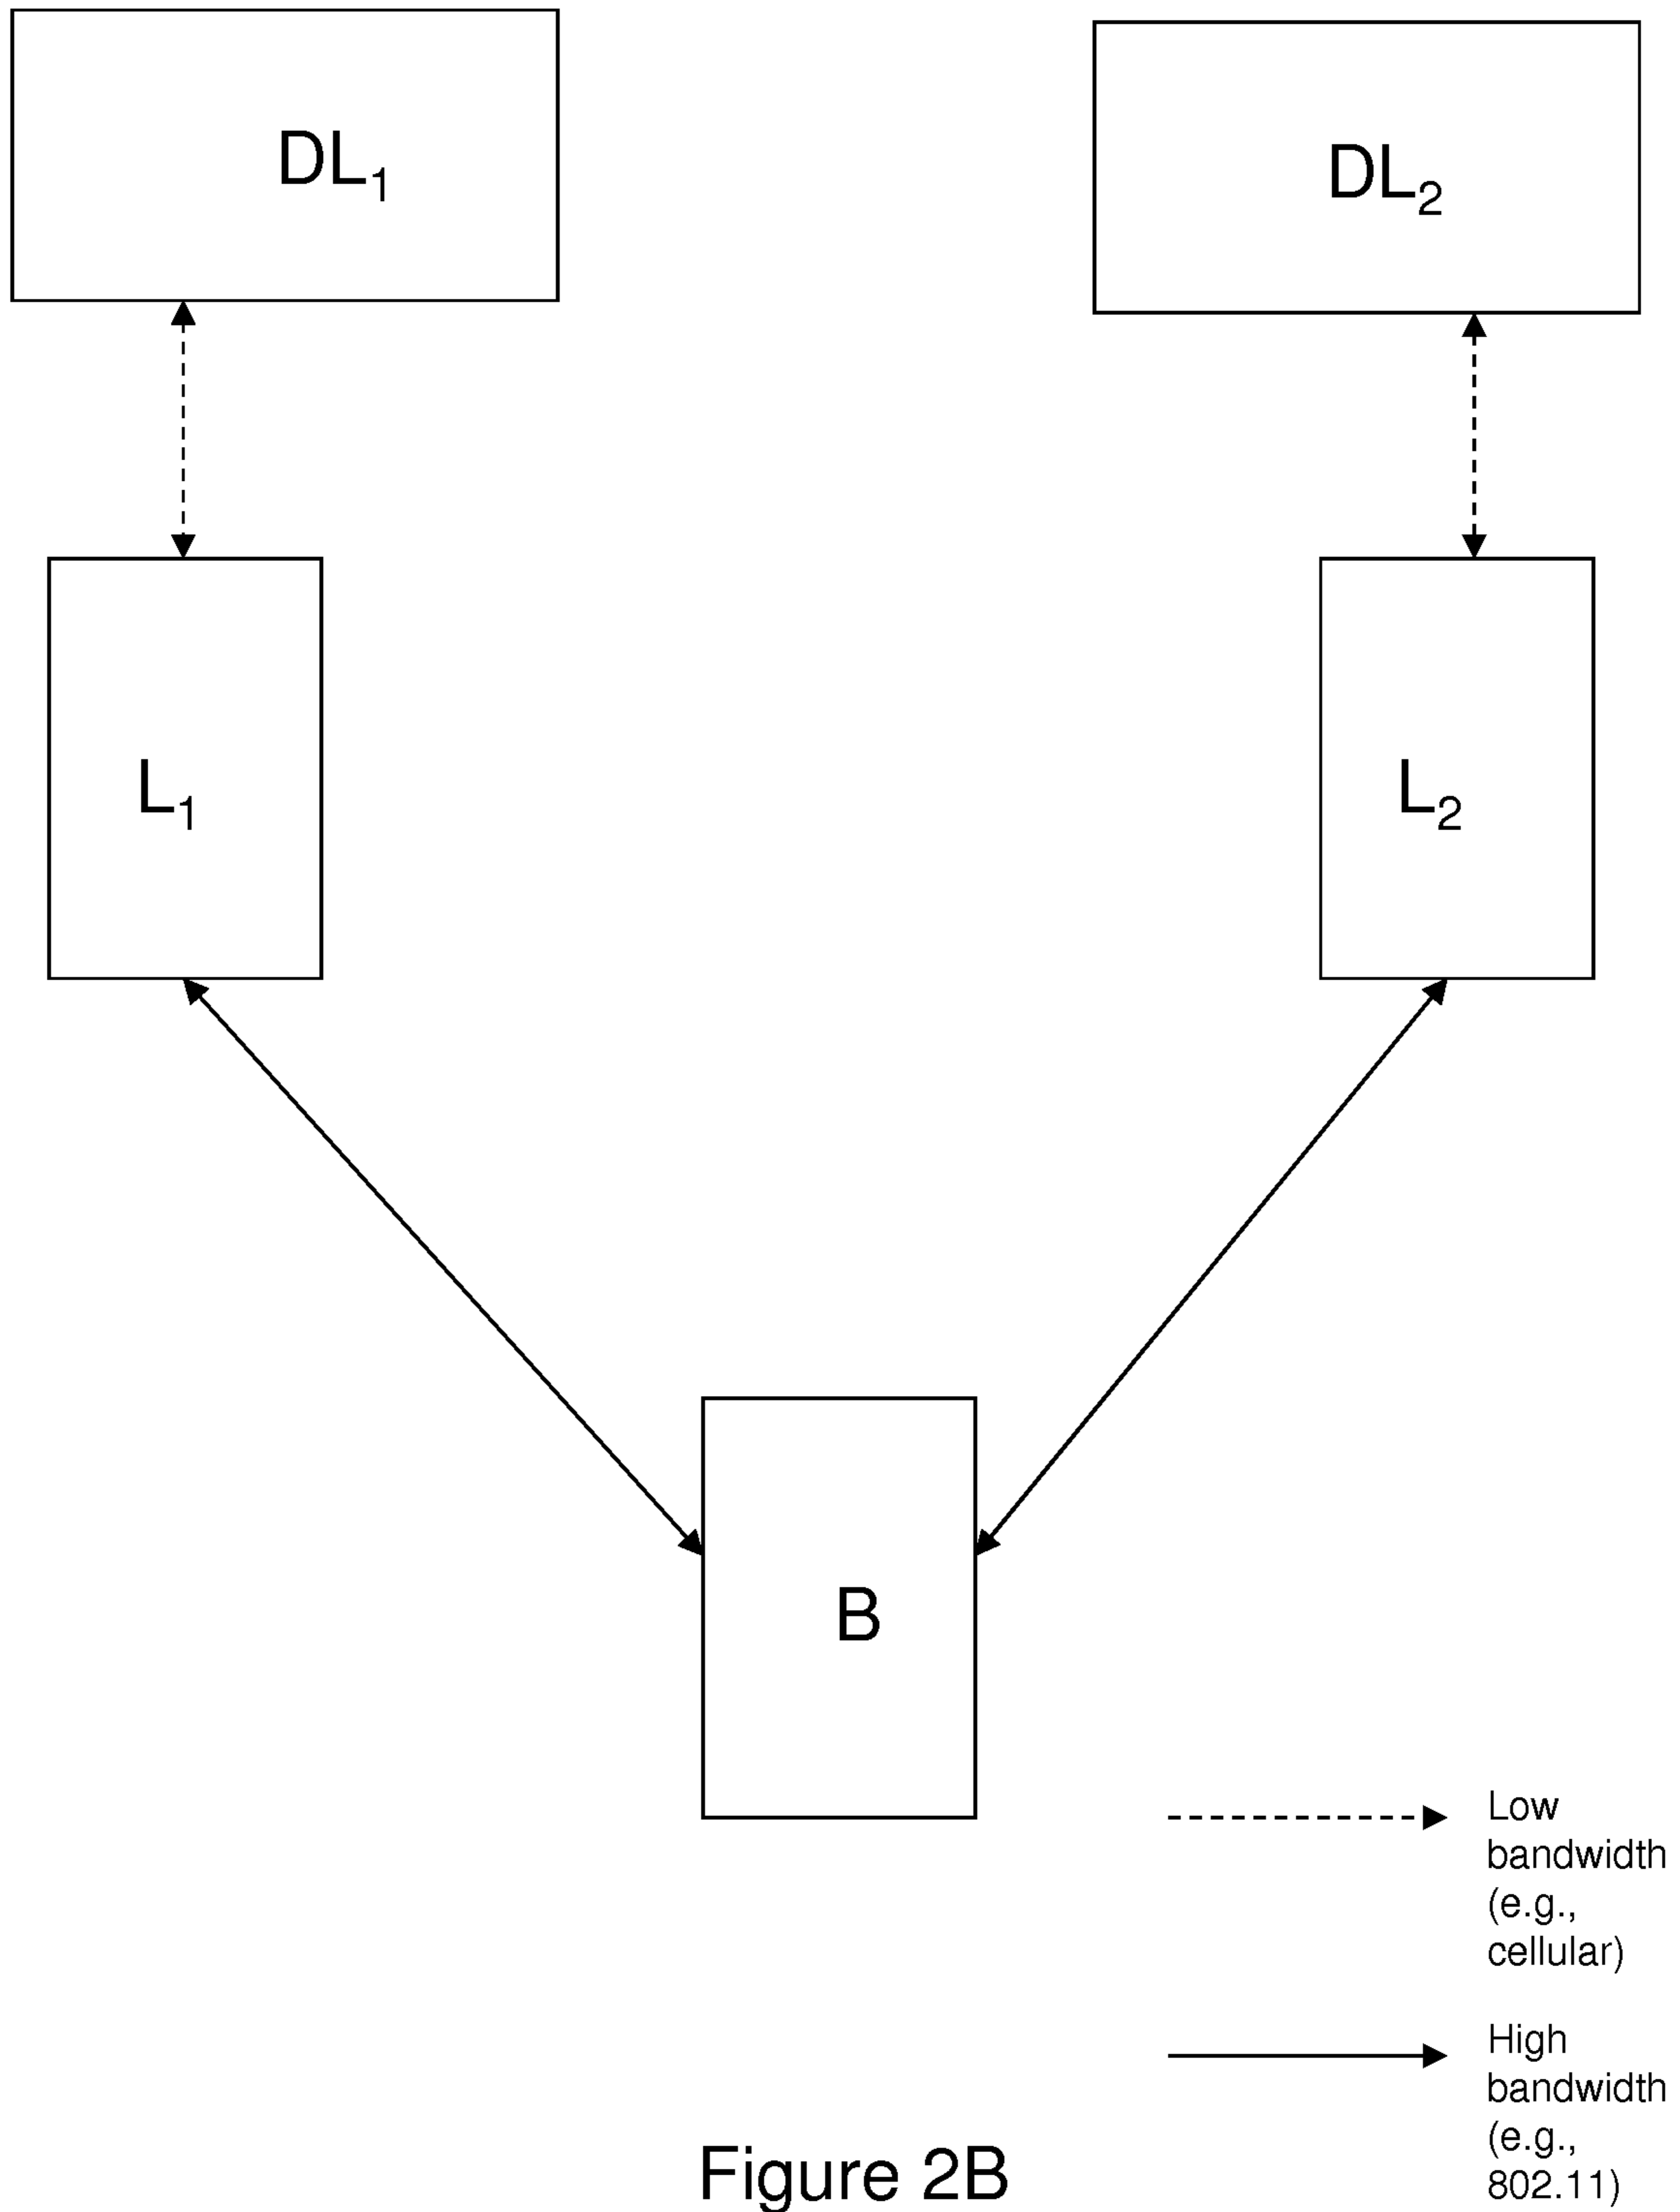 DL₁
DL₂
L₁
L₂
B
Low
bandwidth
(e.g.,
cellular)
High
bandwidth
(e.g.,
802.11)
Figure 2B